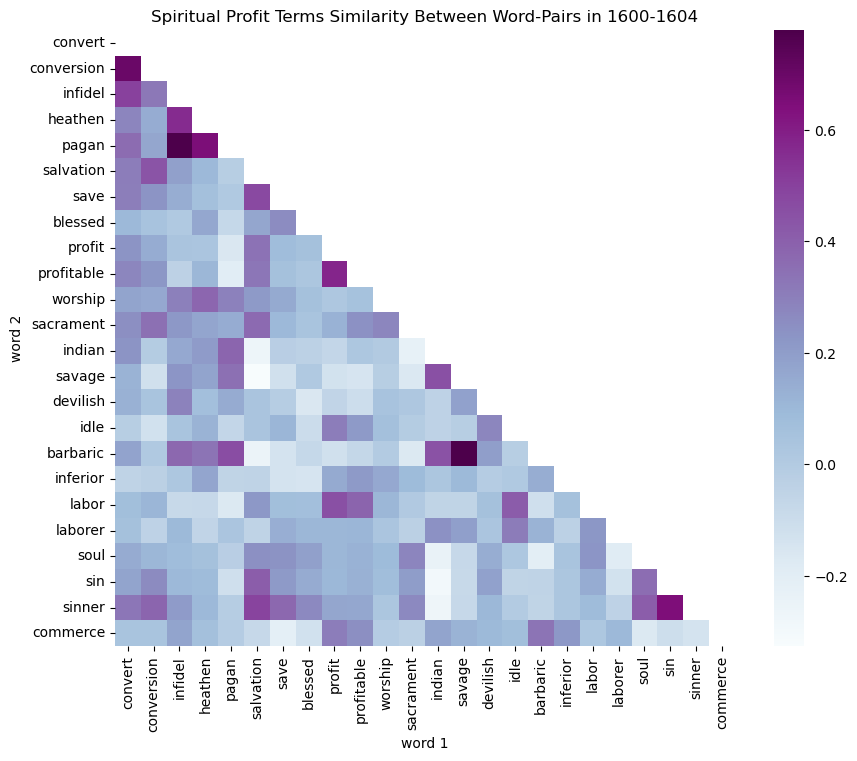 Spiritual Profit Terms Similarity Between Word-Pairs in 1600-1604
word 2
convert
conversion
infidel
heathen
pagan
salvation
save
blessed
profit
profitable
worship
sacrament
indian
savage
devilish
idle
barbaric
inferior
labor
laborer
soul
sin
sinner
commerce
convert
conversion
infidel
heathen
pagan
salvation
save
blessed
profit
profitable
worship
sacrament
indian
savage
devilish
idle
barbaric
inferior
labor
laborer
soul
sin
sinner
commerce
word 1
0.6
0.4
0.2
0.0
−0.2